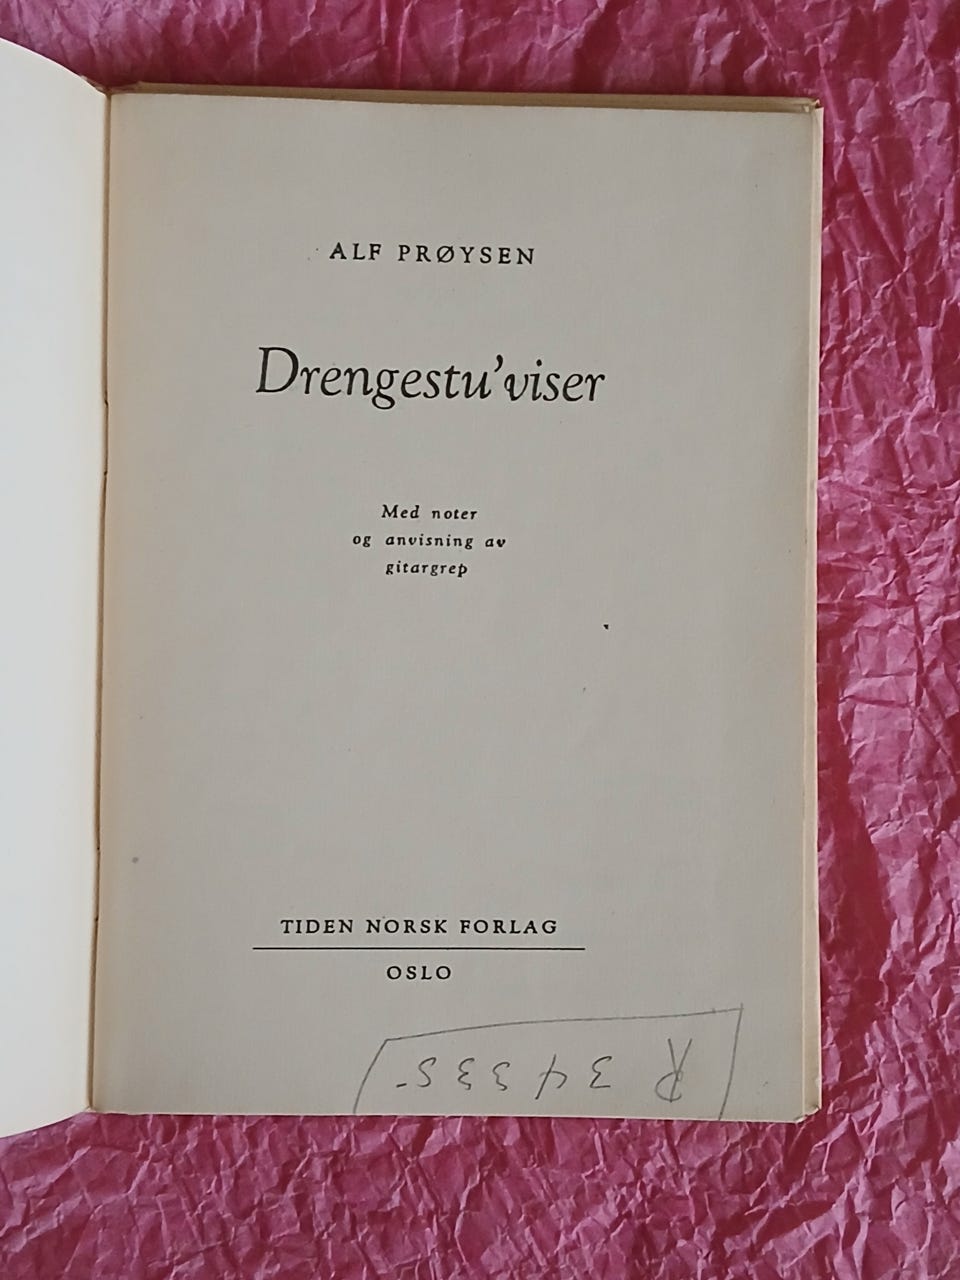 ALF PRØYSEN
Drengestu'viser
Med noter
og anvisning av
gitargrep
TIDEN NORSK FORLAG
OSLO
R 34335-